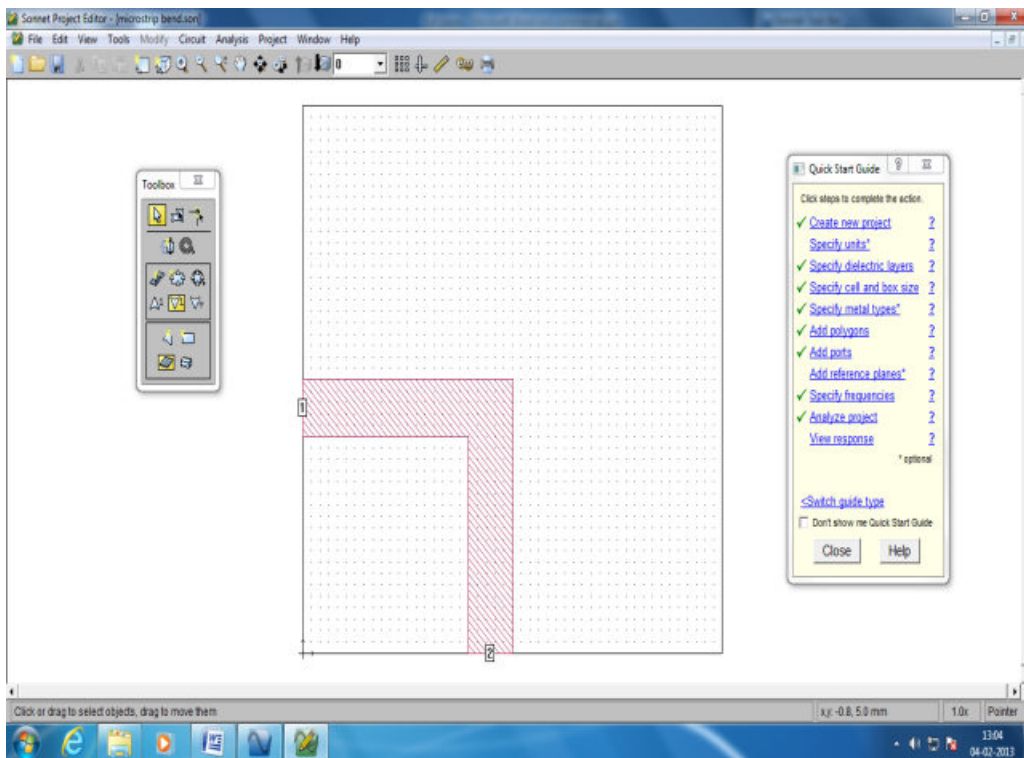 Sonnet Project Editor - [microstrip bend.son]
File Edit View Tools Modify Circuit Analysis Project Window Help
0
Toolbox
Quick Start Guide
Click steps to complete the action.
Create new project ?
Specify units* ?
Specify dielectric layers ?
Specify cell and box size ?
Specify metal types* ?
Add polygons ?
Add ports ?
Add reference planes* ?
Specify frequencies ?
Analyze project ?
View response ?
* optional
<Switch guide type
Don't show me Quick Start Guide
Close Help
1
2
Click or drag to select objects, drag to move them
x,y: -0.8, 5.0 mm 1.0x Pointer
13:04
04-02-2013